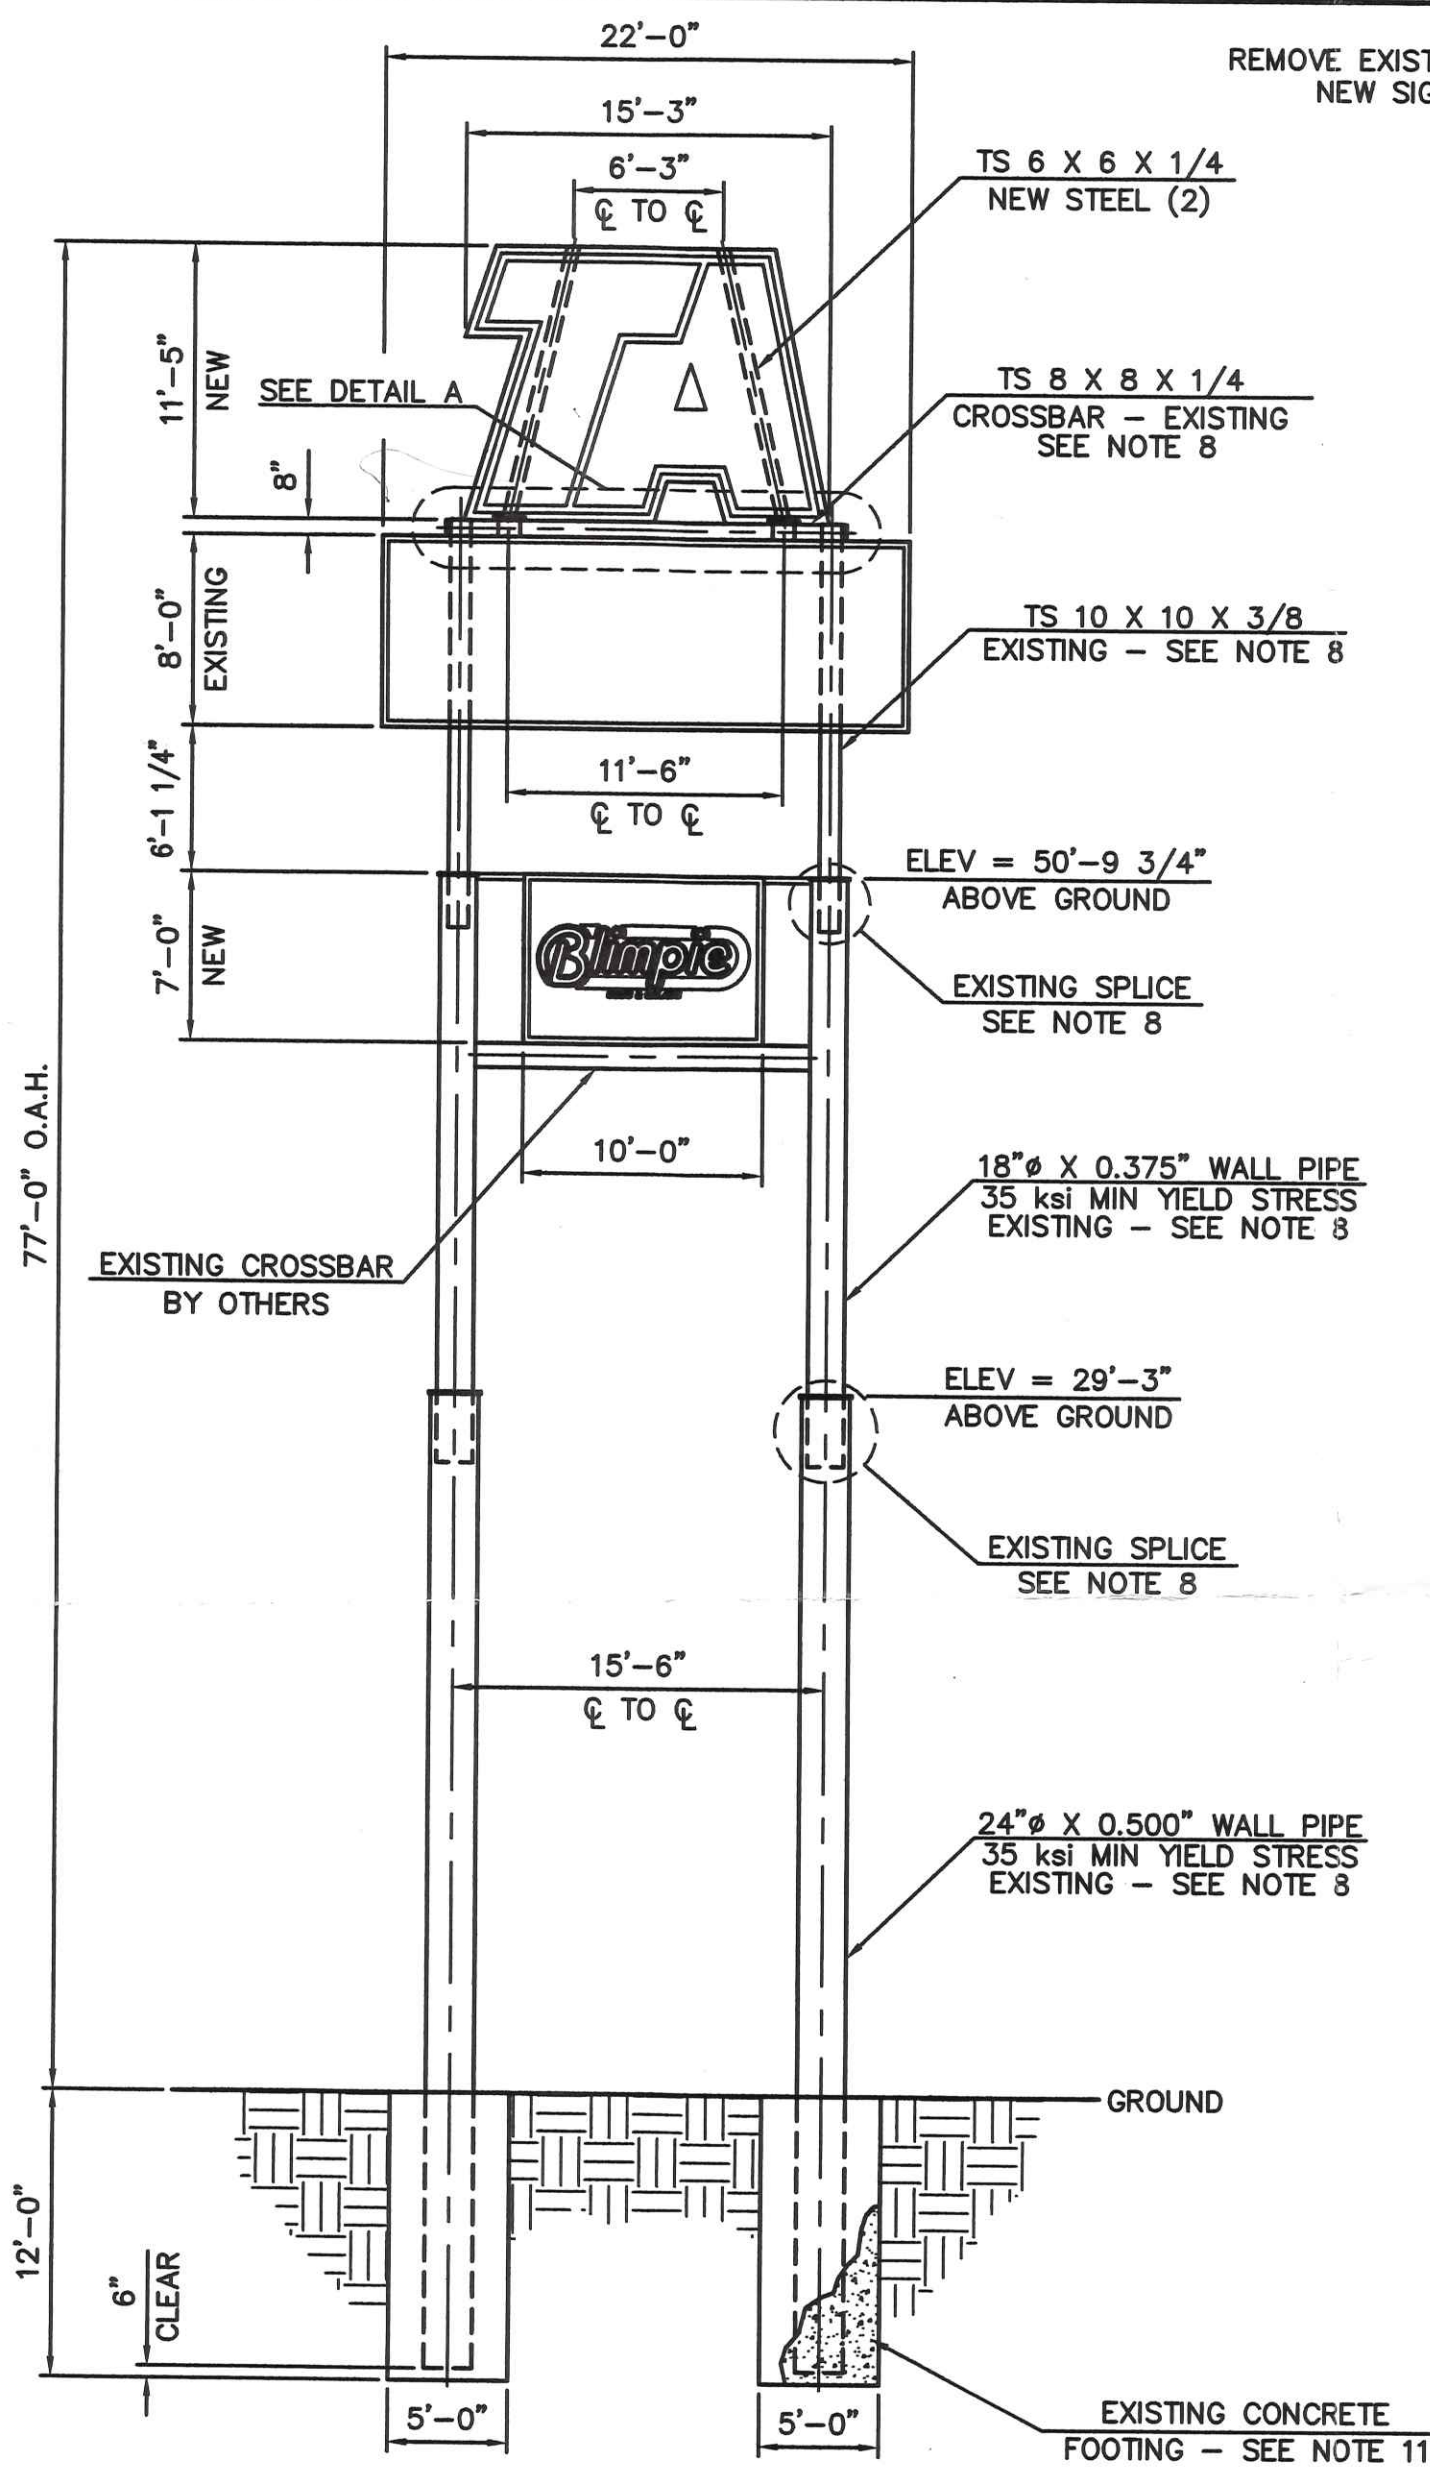 22'-0"
REMOVE EXIST
NEW SIG
15'-3"
6'-3"
℄ TO ℄
TS 6 X 6 X 1/4
NEW STEEL (2)
11'-5"
NEW
SEE DETAIL A
TS 8 X 8 X 1/4
CROSSBAR - EXISTING
SEE NOTE 8
8"
8'-0"
EXISTING
TS 10 X 10 X 3/8
EXISTING - SEE NOTE 8
6'-1 1/4"
11'-6"
℄ TO ℄
ELEV = 50'-9 3/4"
ABOVE GROUND
7'-0"
NEW
Blimpie
EXISTING SPLICE
SEE NOTE 8
77'-0" O.A.H.
10'-0"
18"ø X 0.375" WALL PIPE
35 ksi MIN YIELD STRESS
EXISTING - SEE NOTE 8
EXISTING CROSSBAR
BY OTHERS
ELEV = 29'-3"
ABOVE GROUND
EXISTING SPLICE
SEE NOTE 8
15'-6"
℄ TO ℄
24"ø X 0.500" WALL PIPE
35 ksi MIN YIELD STRESS
EXISTING - SEE NOTE 8
GROUND
12'-0"
6"
CLEAR
5'-0"
5'-0"
EXISTING CONCRETE
FOOTING - SEE NOTE 11